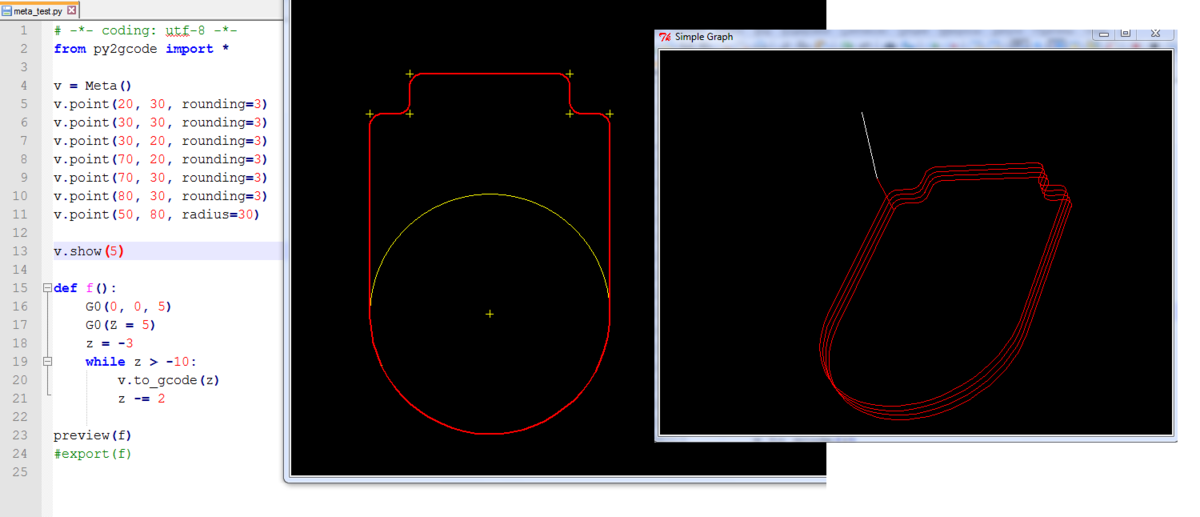 meta_test.py
1 # -*- coding: utf-8 -*-
2 from py2gcode import *
3
4 v = Meta()
5 v.point(20, 30, rounding=3)
6 v.point(30, 30, rounding=3)
7 v.point(30, 20, rounding=3)
8 v.point(70, 20, rounding=3)
9 v.point(70, 30, rounding=3)
10 v.point(80, 30, rounding=3)
11 v.point(50, 80, radius=30)
12
13 v.show(5)
14
15 def f():
16 G0(0, 0, 5)
17 G0(Z = 5)
18 z = -3
19 while z > -10:
20 v.to_gcode(z)
21 z -= 2
22
23 preview(f)
24 #export(f)
25
Simple Graph